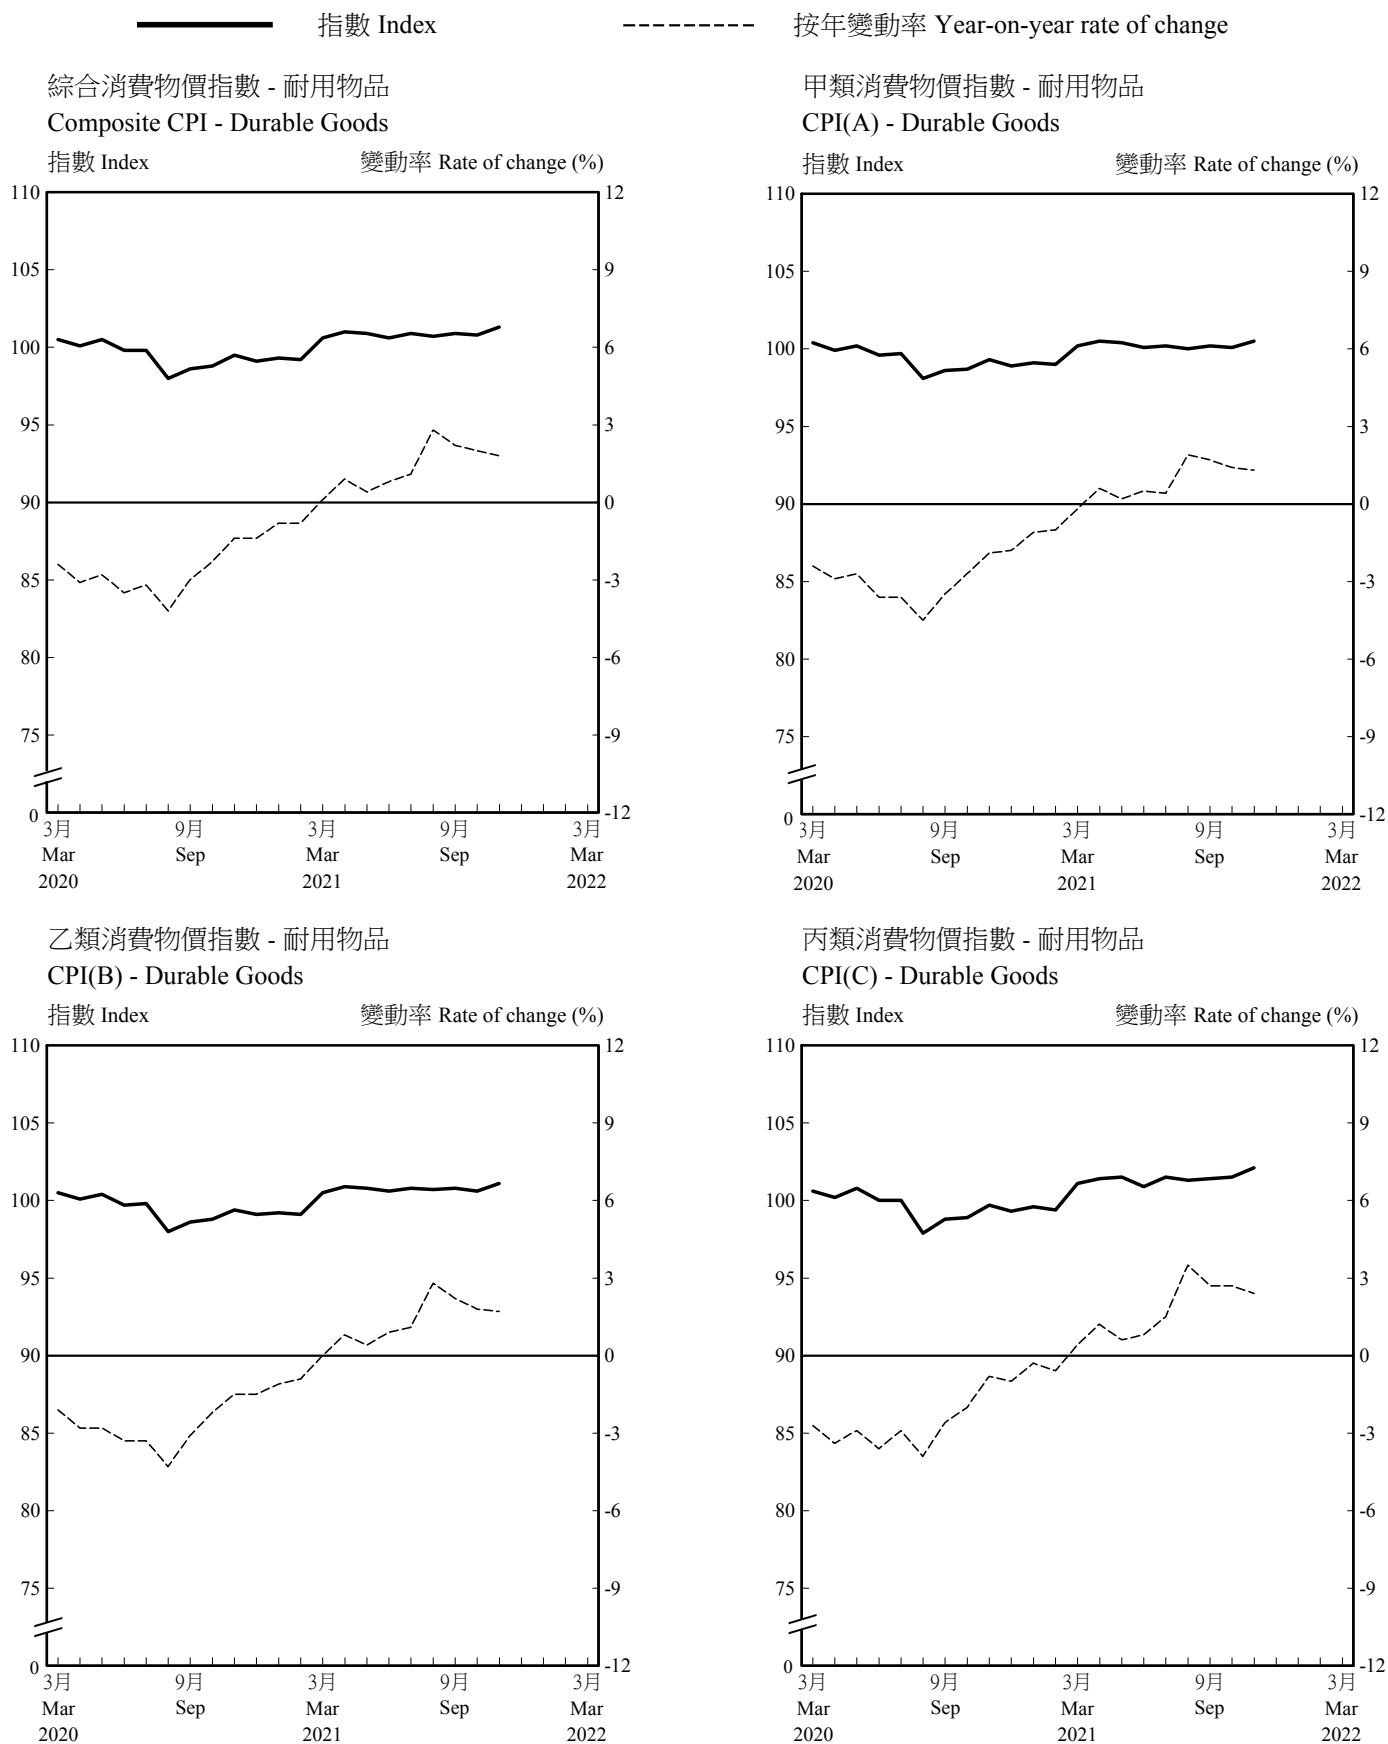 指數 Index
按年變動率 Year-on-year rate of change
綜合消費物價指數 - 耐用物品
Composite CPI - Durable Goods
指數 Index 變動率 Rate of change (%)
110 12
105 9
100 6
95 3
90 0
85 -3
80 -6
75 -9
0 -12
3月 9月 3月 9月 3月
Mar Sep Mar Sep Mar
2020 2021 2022
甲類消費物價指數 - 耐用物品
CPI(A) - Durable Goods
指數 Index 變動率 Rate of change (%)
110 12
105 9
100 6
95 3
90 0
85 -3
80 -6
75 -9
0 -12
3月 9月 3月 9月 3月
Mar Sep Mar Sep Mar
2020 2021 2022
乙類消費物價指數 - 耐用物品
CPI(B) - Durable Goods
指數 Index 變動率 Rate of change (%)
110 12
105 9
100 6
95 3
90 0
85 -3
80 -6
75 -9
0 -12
3月 9月 3月 9月 3月
Mar Sep Mar Sep Mar
2020 2021 2022
丙類消費物價指數 - 耐用物品
CPI(C) - Durable Goods
指數 Index 變動率 Rate of change (%)
110 12
105 9
100 6
95 3
90 0
85 -3
80 -6
75 -9
0 -12
3月 9月 3月 9月 3月
Mar Sep Mar Sep Mar
2020 2021 2022